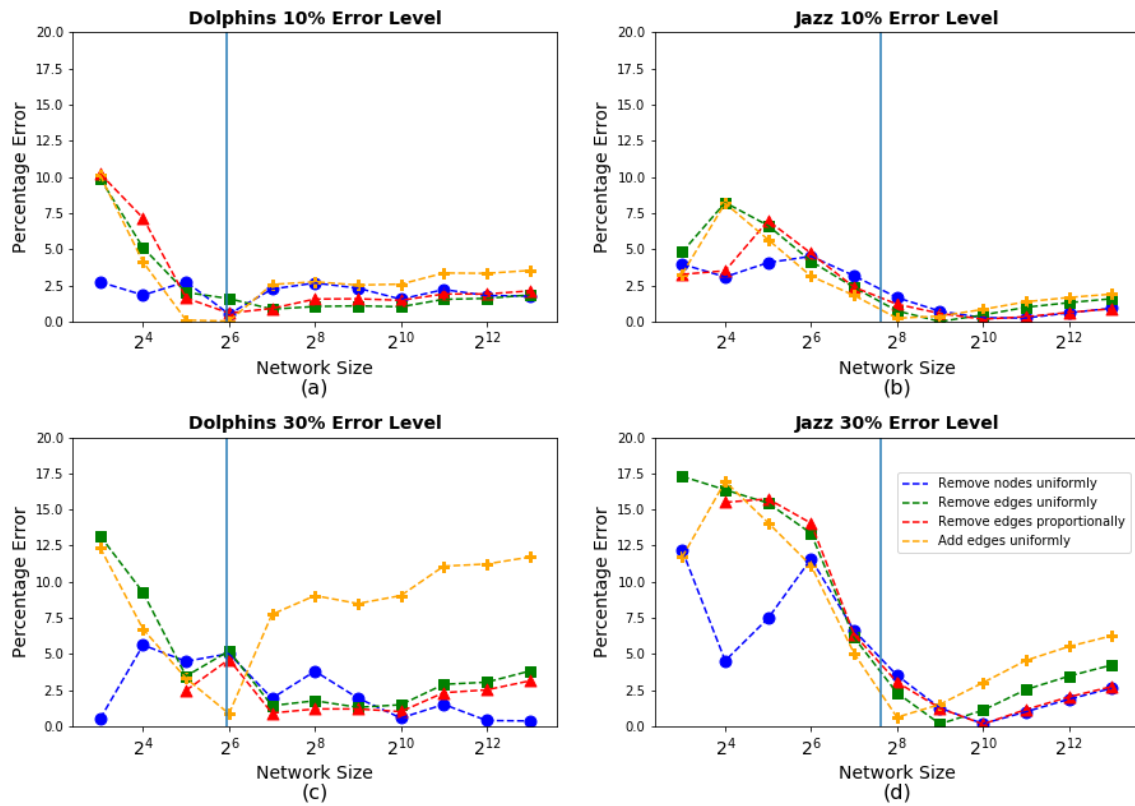 Dolphins 10% Error Level
20.0
17.5
15.0
12.5
10.0
7.5
5.0
2.5
0.0
Percentage Error
2^4
2^6
2^8
2^10
2^12
Network Size
(a)
Jazz 10% Error Level
20.0
17.5
15.0
12.5
10.0
7.5
5.0
2.5
0.0
Percentage Error
2^4
2^6
2^8
2^10
2^12
Network Size
(b)
Dolphins 30% Error Level
20.0
17.5
15.0
12.5
10.0
7.5
5.0
2.5
0.0
Percentage Error
2^4
2^6
2^8
2^10
2^12
Network Size
(c)
Jazz 30% Error Level
20.0
17.5
15.0
12.5
10.0
7.5
5.0
2.5
0.0
Percentage Error
Remove nodes uniformly
Remove edges uniformly
Remove edges proportionally
Add edges uniformly
2^4
2^6
2^8
2^10
2^12
Network Size
(d)